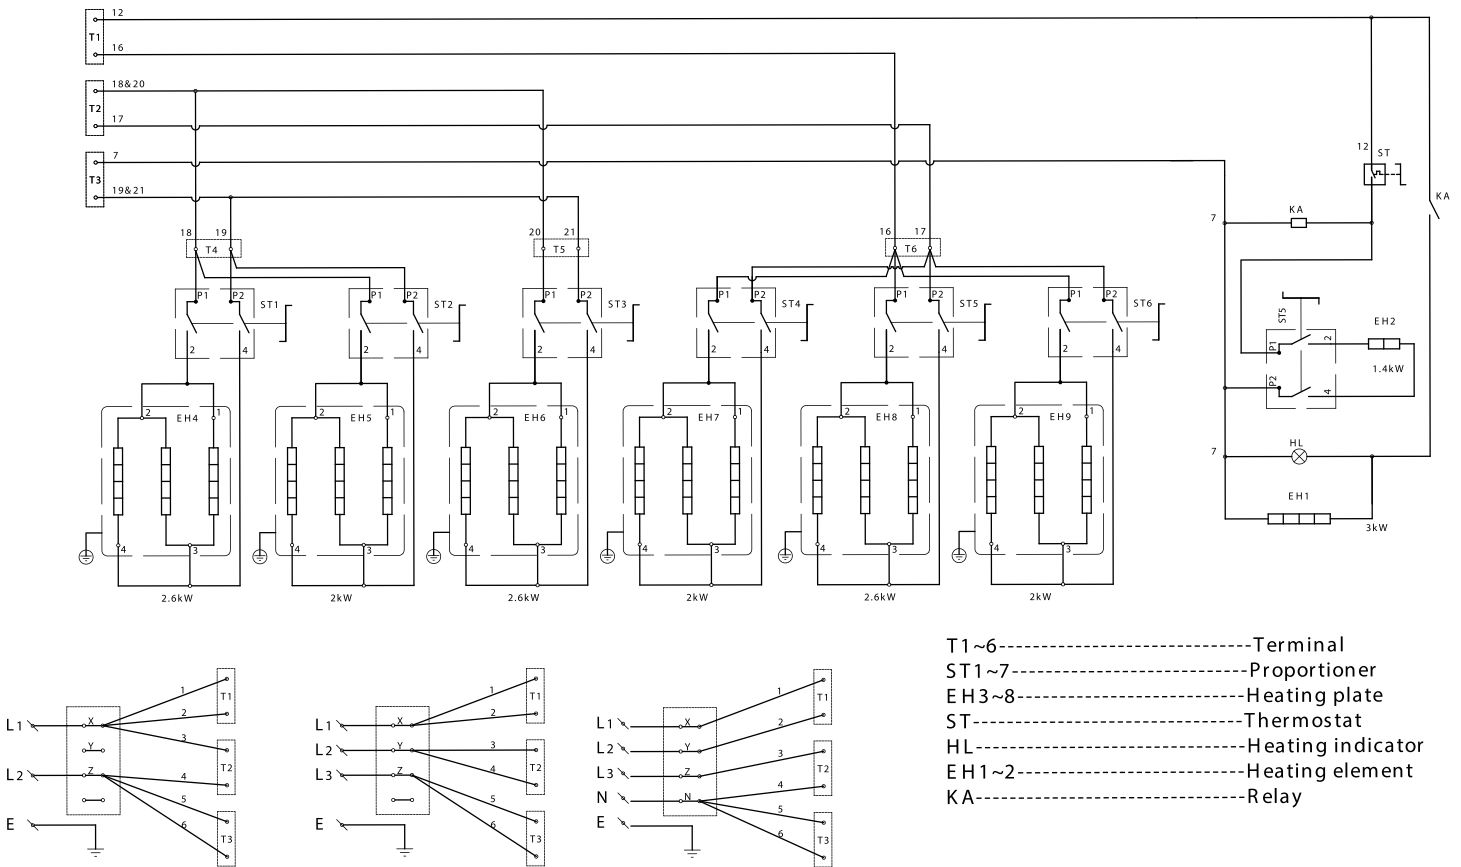 12
T1
16
18&20
T2
17
7
T3
19&21
12 ST
KA
7 KA
18 19 20 21 16 17
T4 T5 T6
P1 P2 ST1 P1 P2 ST2 P1 P2 ST3 P1 P2 ST4 P1 P2 ST5 P1 P2 ST6
2 4 2 4 2 4 2 4 2 4 2 4
ST5
P1 2 EH2
1.4kW
P2 4
2 EH4 1 2 EH5 1 2 EH6 1 2 EH7 1 2 EH8 1 2 EH9 1
7 HL
EH1
3kW
4 3 4 3 4 3 4 3 4 3 4 3
2.6kW 2kW 2.6kW 2kW 2.6kW 2kW
L1 X 1 T1
2
Y 3
L2 Z 4 T2
5
E 6 T3
L1 X 1 T1
2
L2 Y 3
L3 Z 4 T2
5
E 6 T3
L1 X 1 T1
L2 Y 2
L3 Z 3 T2
N N 4
E 5
6 T3
T1~6-----------------------Terminal
ST1~7----------------------Proportioner
EH3~8----------------------Heating plate
ST-------------------------Thermostat
HL-------------------------Heating indicator
EH1~2----------------------Heating element
KA-------------------------Relay